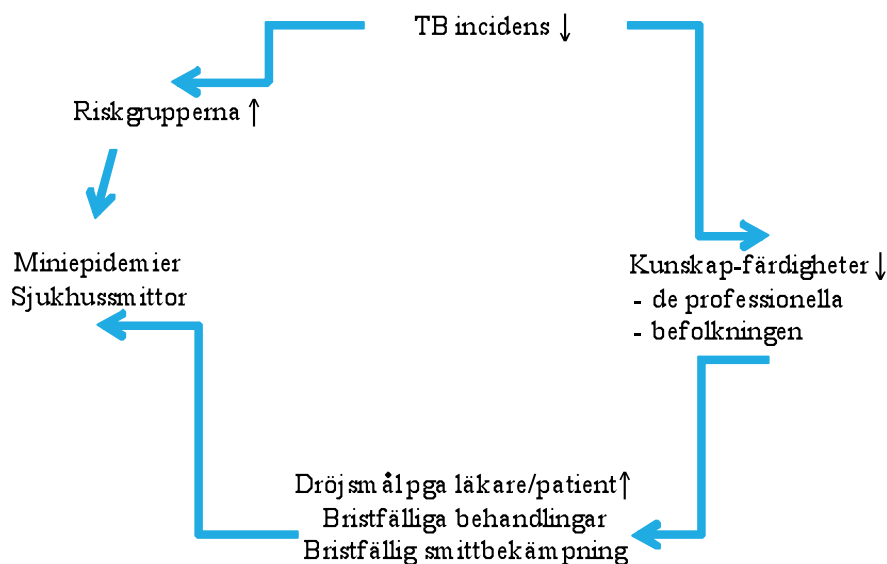 TB incidens ↓
Riskgrupperna ↑
Miniepidemier
Sjukhussmittor
Kunskap-färdigheter ↓
- de professionella
- befolkningen
Dröjsmål pga läkare/patient ↑
Bristfälliga behandlingar
Bristfällig smittbekämpning